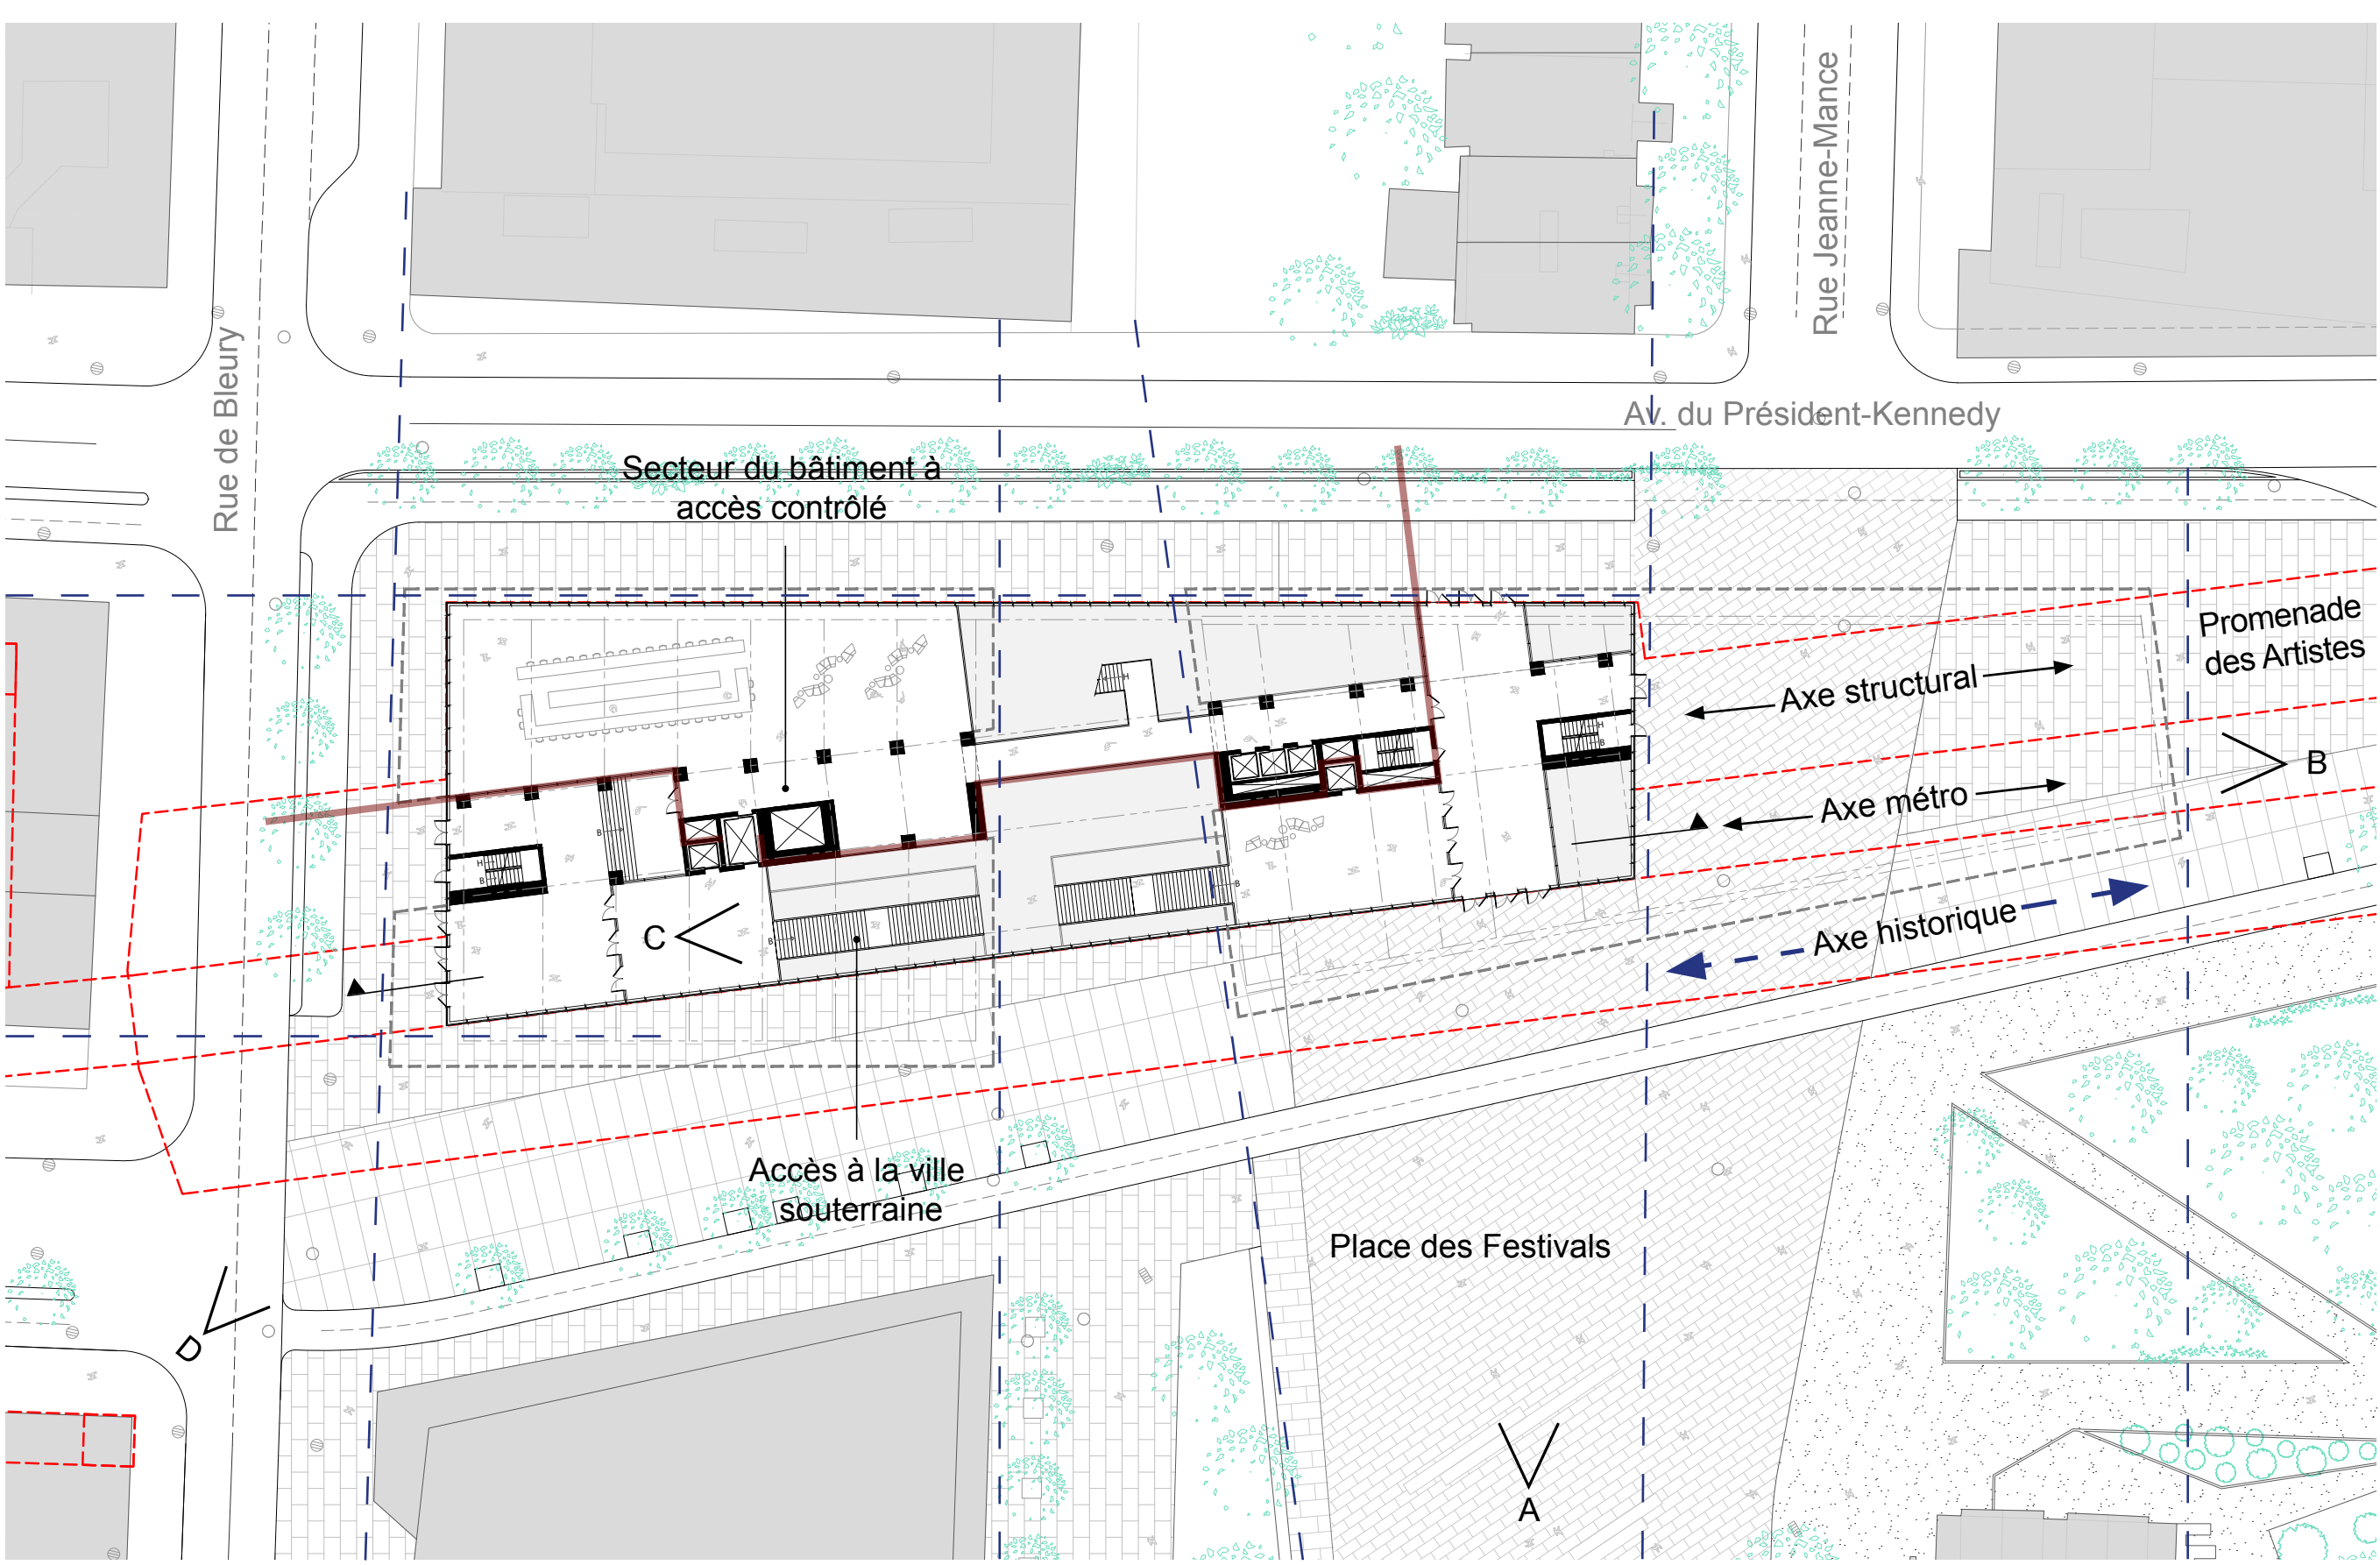 Rue Jeanne-Mance
Rue de Bleury
Av. du Président-Kennedy
Secteur du bâtiment à
accès contrôlé
Promenade
des Artistes
Axe structural
B
Axe métro
Axe historique
C
H
B
B
H
B
H
B
B
Accès à la ville
souterraine
Place des Festivals
D
A